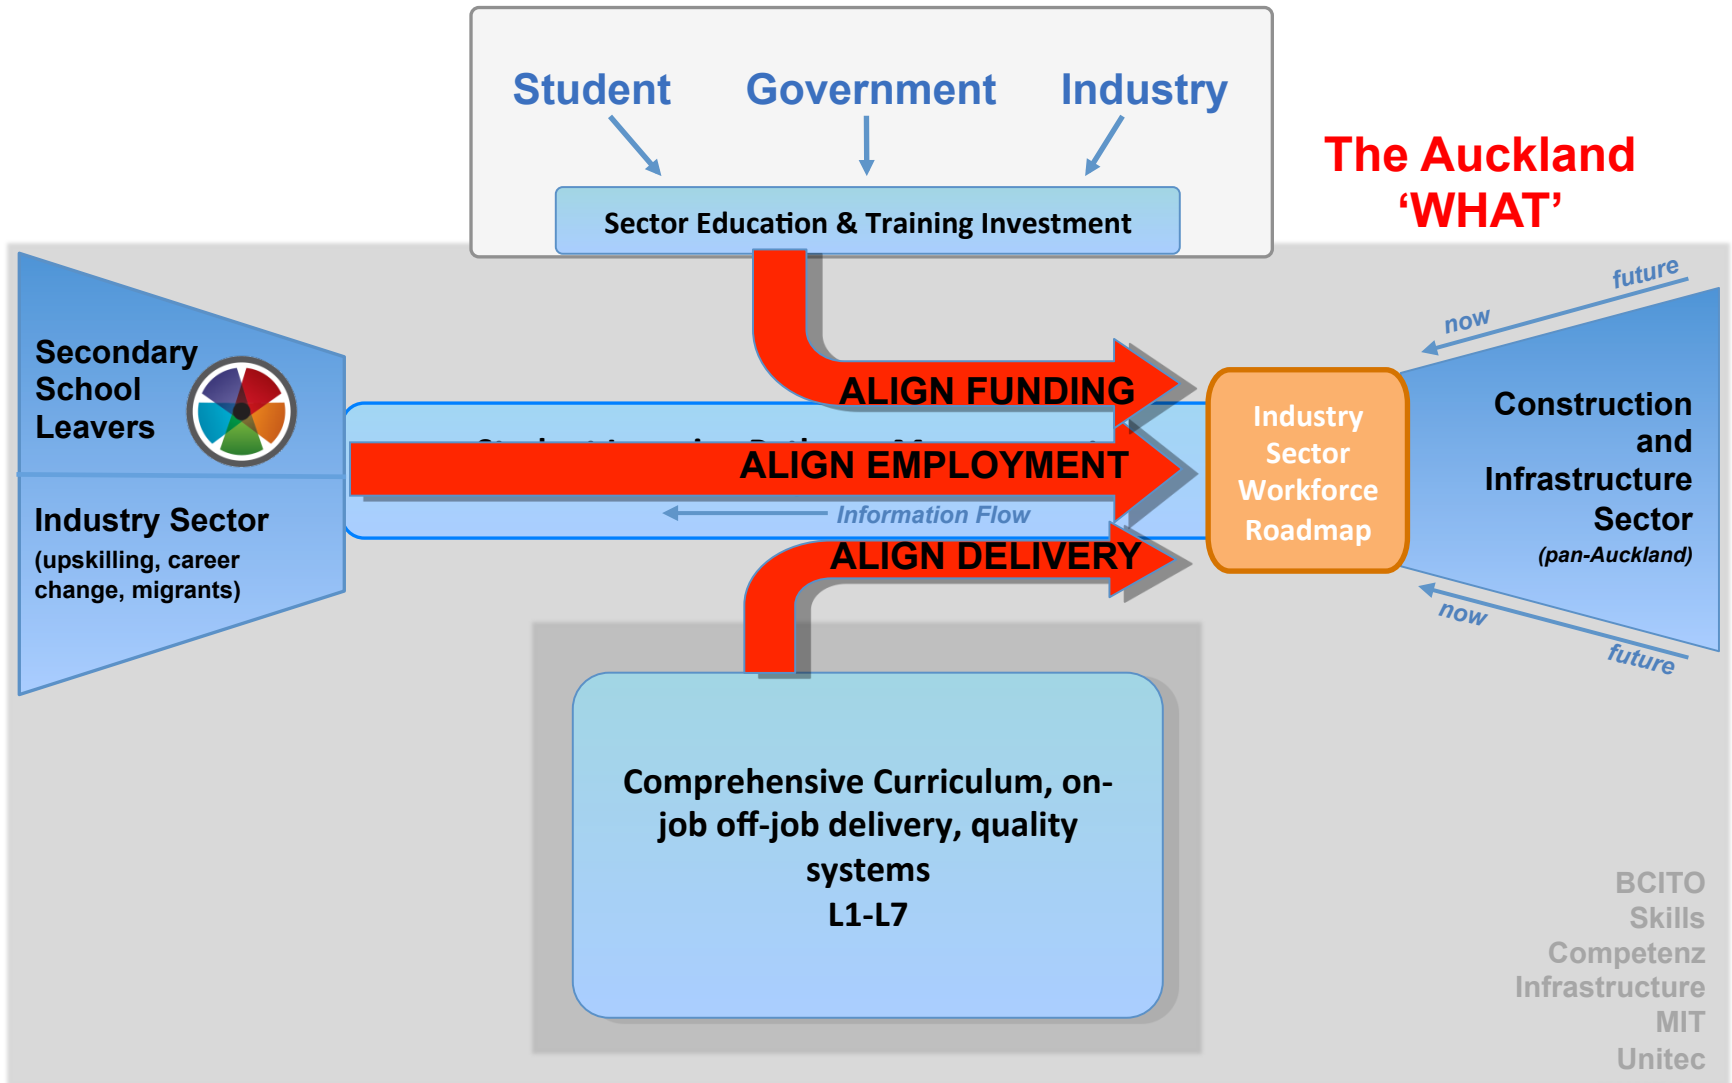 Student Government Industry
Sector Education & Training Investment
The Auckland
‘WHAT’
Secondary
School
Leavers
Industry Sector
(upskilling, career
change, migrants)
ALIGN FUNDING
ALIGN EMPLOYMENT
Information Flow
ALIGN DELIVERY
Industry
Sector
Workforce
Roadmap
future
now
Construction
and
Infrastructure
Sector
(pan-Auckland)
now
future
Comprehensive Curriculum, on-
job off-job delivery, quality
systems
L1-L7
BCITO
Skills
Competenz
Infrastructure
MIT
Unitec